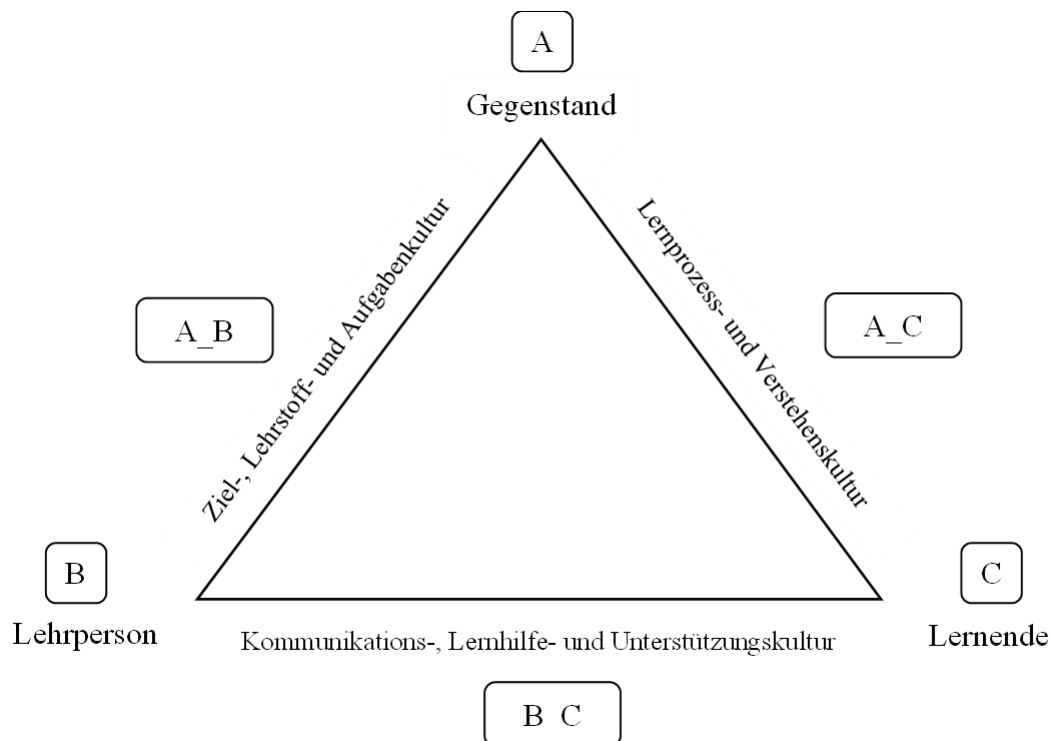 A
Gegenstand
Ziel-, Lehrstoff- und Aufgabenkultur
Lernprozess- und Verstehenskultur
A_B
A_C
B
Lehrperson
C
Lernende
Kommunikations-, Lernhilfe- und Unterstützungskultur
B C